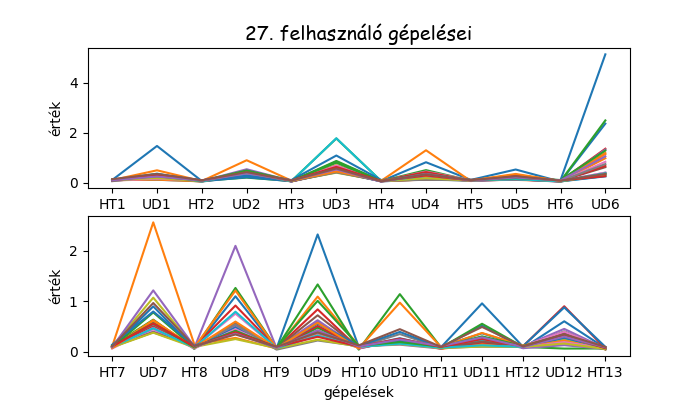 27. felhasználó gépelései
érték
4
2
0
HT1 UD1 HT2 UD2 HT3 UD3 HT4 UD4 HT5 UD5 HT6 UD6
érték
2
1
0
HT7 UD7 HT8 UD8 HT9 UD9 HT10 UD10 HT11 UD11 HT12 UD12 HT13
gépelések